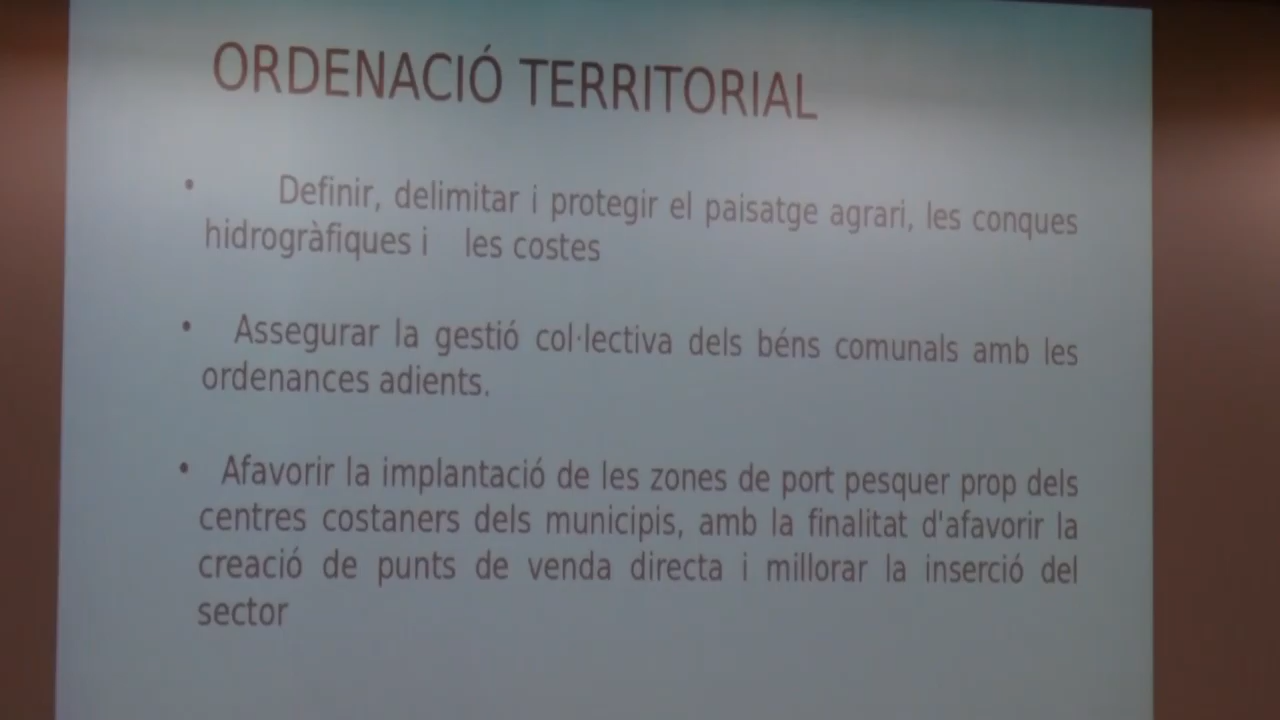 ORDENACIÓ TERRITORIAL
• Definir, delimitar i protegir el paisatge agrari, les conques
hidrogràfiques i les costes
• Assegurar la gestió col·lectiva dels béns comunals amb les
ordenances adients.
• Afavorir la implantació de les zones de port pesquer prop dels
centres costaners dels municipis, amb la finalitat d'afavorir la
creació de punts de venda directa i millorar la inserció del
sector